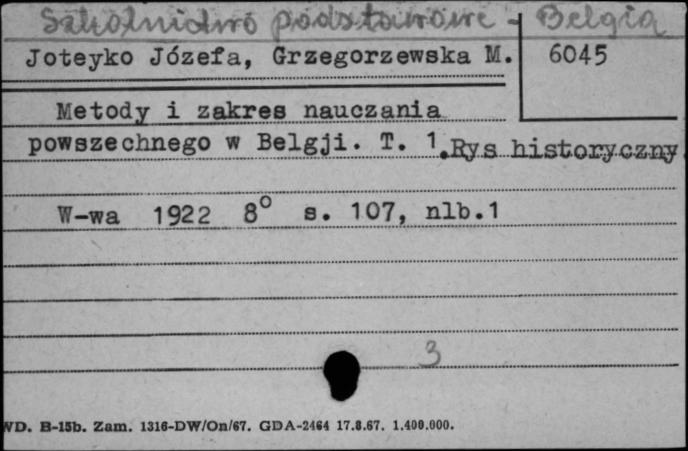 Szkolnictwo podstawowe - Belgia
Joteyko Józefa, Grzegorzewska M. 6045
Metody i zakres nauczania
powszechnego w Belgji. T. 1.Rys historyczny.
W-wa 1922 8° s. 107, nlb.1
3
WD. B-15b. Zam. 1316-DW/On/67. GDA-2464 17.8.67. 1.400.000.